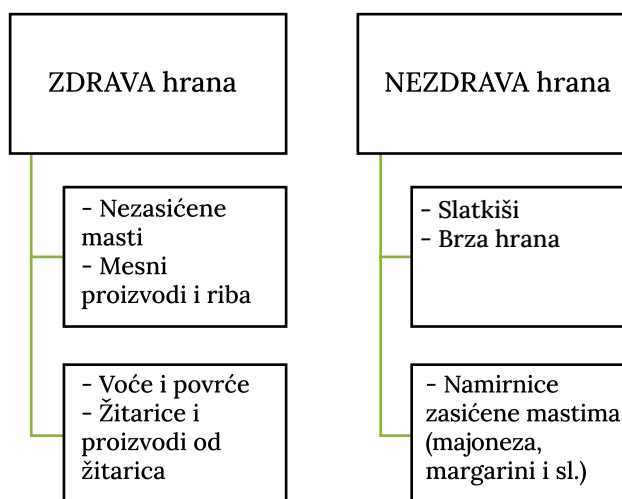 ZDRAVA hrana
- Nezasićene
masti
- Mesni
proizvodi i riba
- Voće i povrće
- Žitarice i
proizvodi od
žitarica
NEZDRAVA hrana
- Slatkiši
- Brza hrana
- Namirnice
zasićene mastima
(majoneza,
margarini i sl.)